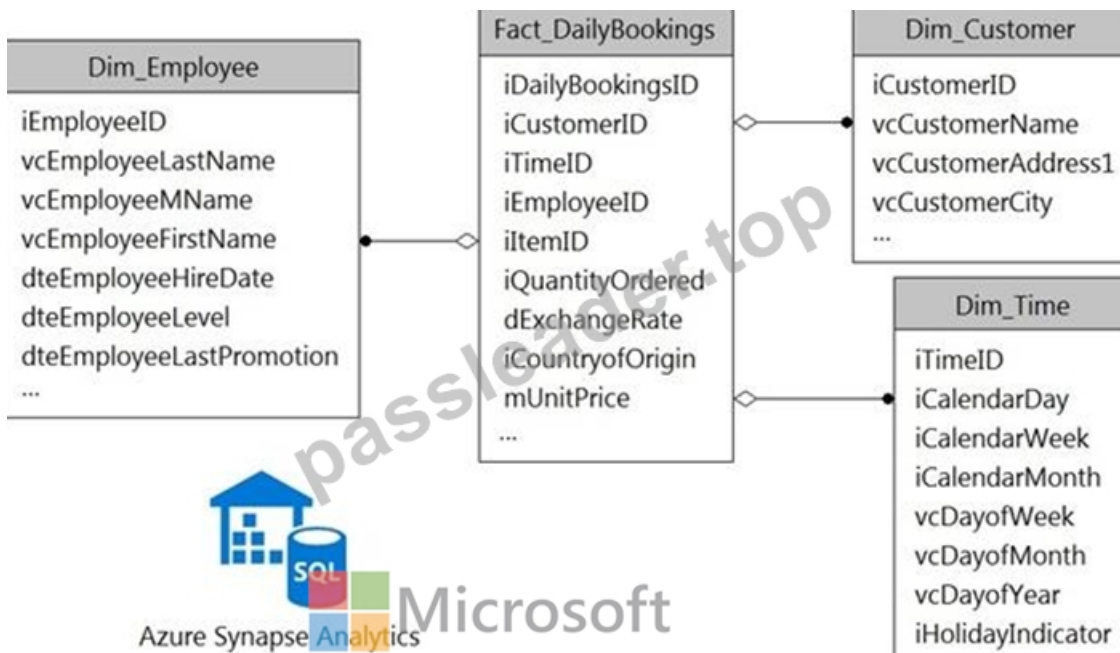 Dim_Employee
iEmployeeID
vcEmployeeLastName
vcEmployeeMName
vcEmployeeFirstName
dteEmployeeHireDate
dteEmployeeLevel
dteEmployeeLastPromotion
...
Fact_DailyBookings
iDailyBookingsID
iCustomerID
iTimeID
iEmployeeID
iItemID
iQuantityOrdered
dExchangeRate
iCountryofOrigin
mUnitPrice
...
Dim_Customer
iCustomerID
vcCustomerName
vcCustomerAddress1
vcCustomerCity
...
Dim_Time
iTimeID
iCalendarDay
iCalendarWeek
iCalendarMonth
vcDayofWeek
vcDayofMonth
vcDayofYear
iHolidayIndicator
passleader.top
SQL
Azure Synapse Analytics
Microsoft